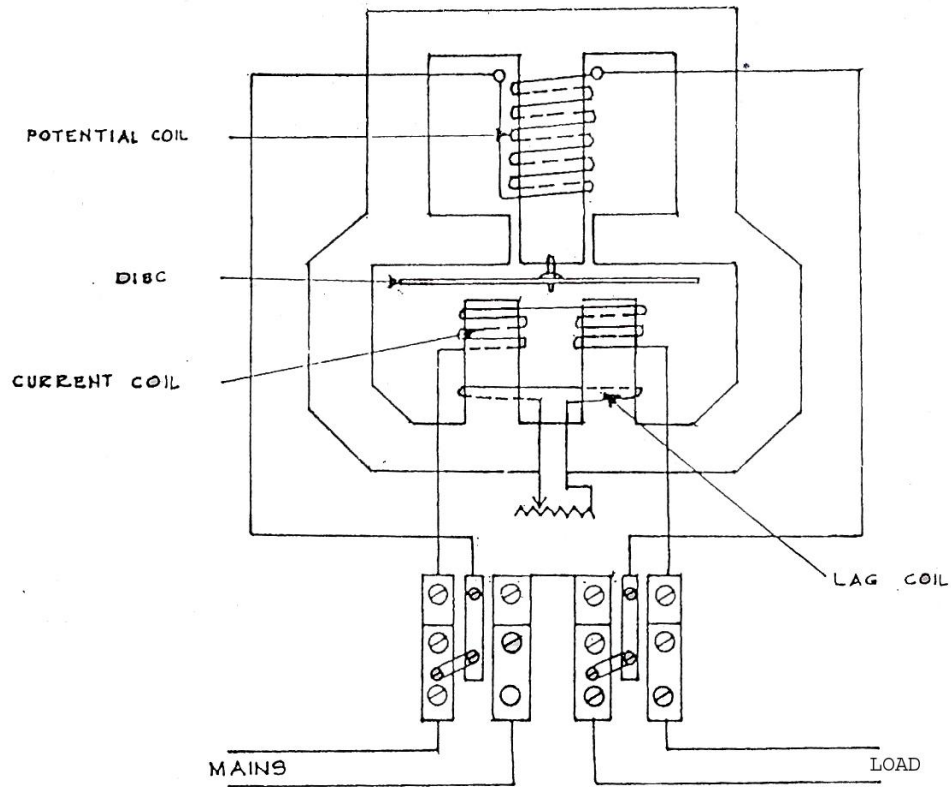 POTENTIAL COIL
DISC
CURRENT COIL
LAG COIL
MAINS
LOAD